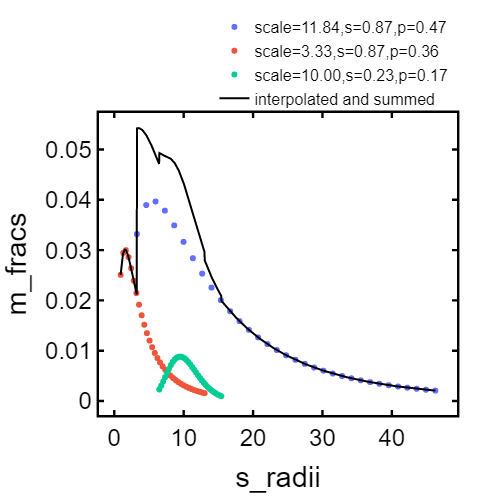 scale=11.84,s=0.87,p=0.47
scale=3.33,s=0.87,p=0.36
scale=10.00,s=0.23,p=0.17
interpolated and summed
0.05
0.04
0.03
0.02
0.01
0
m_fracs
0 10 20 30 40
s_radii